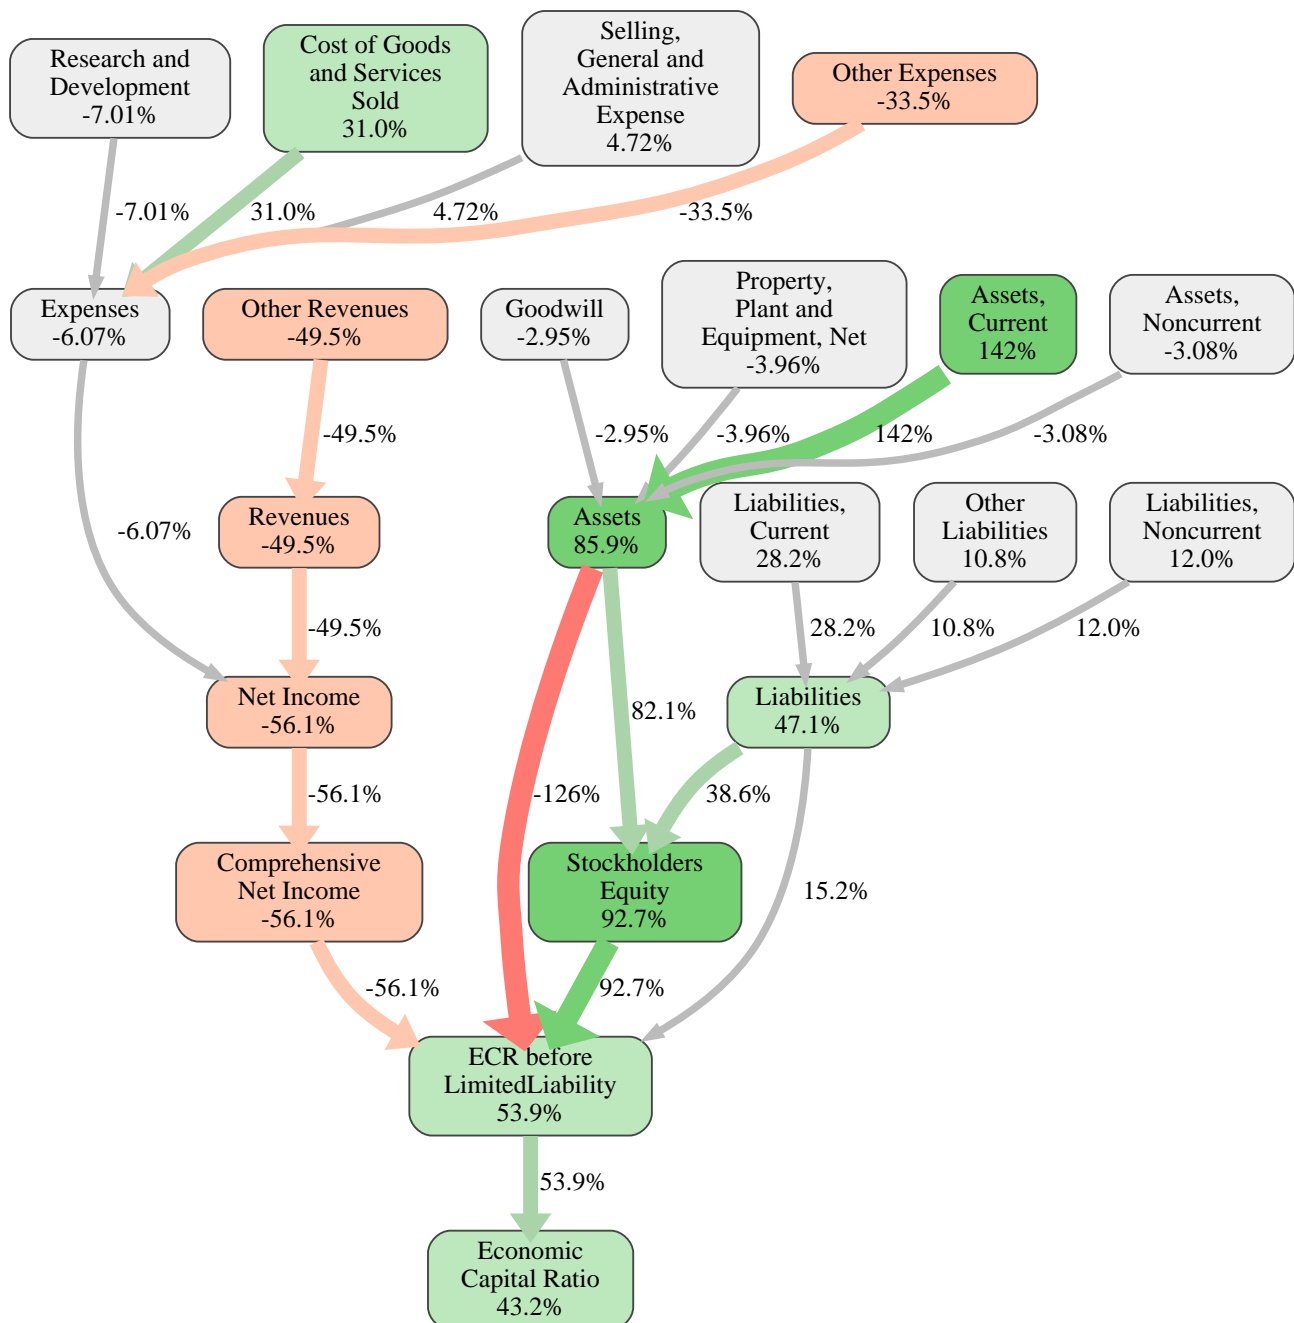 Research and
Development
-7.01%
Cost of Goods
and Services
Sold
31.0%
Selling,
General and
Administrative
Expense
4.72%
Other Expenses
-33.5%
-7.01%
31.0%
4.72%
-33.5%
Expenses
-6.07%
Other Revenues
-49.5%
Goodwill
-2.95%
Property,
Plant and
Equipment, Net
-3.96%
Assets,
Current
142%
Assets,
Noncurrent
-3.08%
-49.5%
-2.95%
-3.96%
142%
-3.08%
Revenues
-49.5%
Assets
85.9%
Liabilities,
Current
28.2%
Other
Liabilities
10.8%
Liabilities,
Noncurrent
12.0%
-6.07%
-49.5%
28.2%
10.8%
12.0%
Net Income
-56.1%
82.1%
Liabilities
47.1%
-56.1%
-126%
38.6%
Comprehensive
Net Income
-56.1%
Stockholders
Equity
92.7%
15.2%
-56.1%
92.7%
ECR before
LimitedLiability
53.9%
53.9%
Economic
Capital Ratio
43.2%